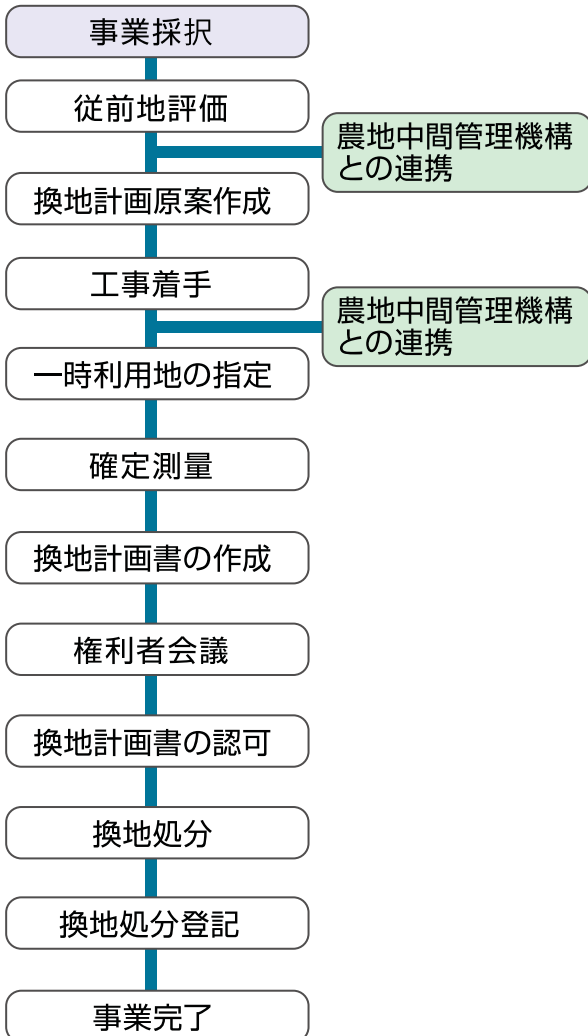 事業採択
従前地評価
農地中間管理機構
との連携
換地計画原案作成
工事着手
農地中間管理機構
との連携
一時利用地の指定
確定測量
換地計画書の作成
権利者会議
換地計画書の認可
換地処分
換地処分登記
事業完了